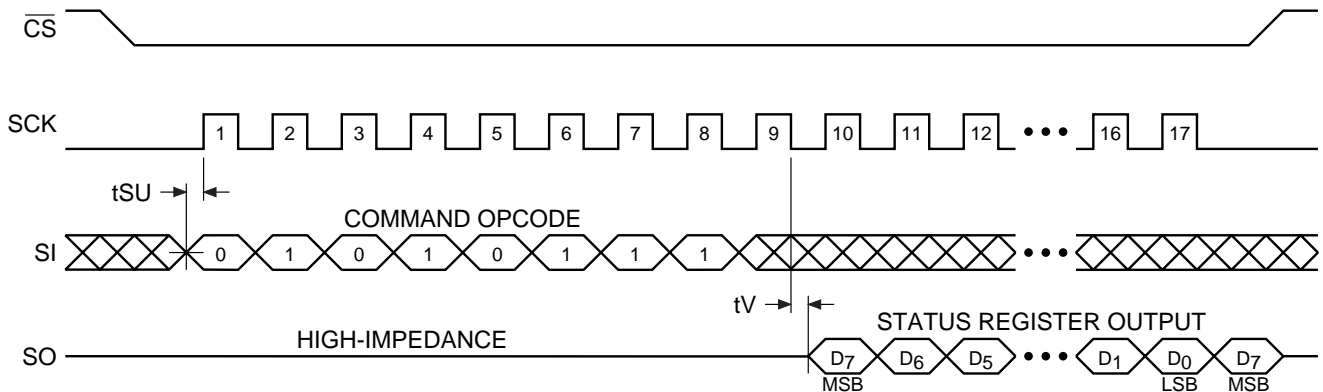 CS
SCK 1 2 3 4 5 6 7 8 9 10 11 12 ••• 16 17
tSU
COMMAND OPCODE
SI 0 1 0 1 0 1 1 1 •••
tV
HIGH-IMPEDANCE STATUS REGISTER OUTPUT
SO D7 D6 D5 ••• D1 D0 D7
MSB LSB MSB